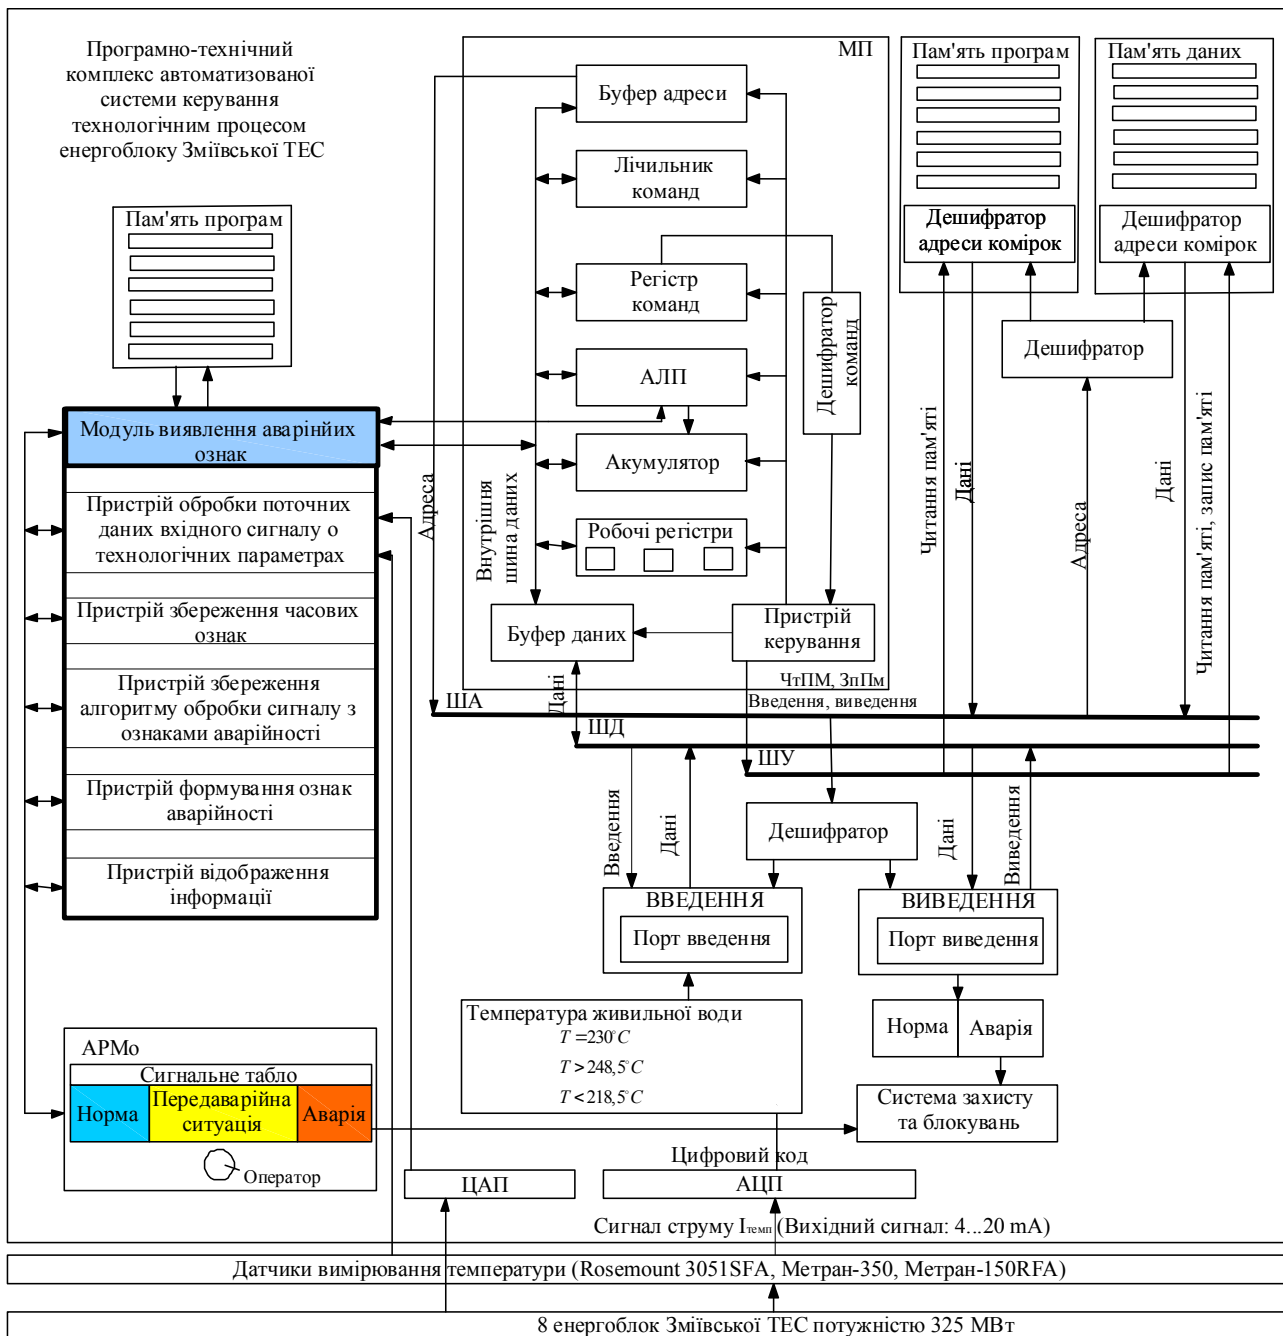 Програмно-технічний
комплекс автоматизованої
системи керування
технологічним процесом
енергоблоку Зміївської ТЕС
МП
Буфер адреси
Лічильник
команд
Регістр
команд
АЛП
Акумулятор
Робочі регістри
Буфер даних
Пристрій
керування
Дешифратор
команд
Внутрішня
шина даних
Адреса
Дані
ЧтПМ, ЗпПм
Введення, виведення
Пам'ять програм
Дешифратор
адреси комірок
Пам'ять даних
Дешифратор
адреси комірок
Дешифратор
Читання пам'яті
Дані
Адреса
Дані
Читання пам'яті, запис пам'яті
ША
ШД
ШУ
Пам'ять програм
Модуль виявлення аварінйих
ознак
Пристрій обробки поточних
даних вхідного сигналу о
технологічних параметрах
Пристрій збереження часових
ознак
Пристрій збереження
алгоритму обробки сигналу з
ознаками аварійності
Пристрій формування ознак
аварійності
Пристрій відображення
інформації
Введення
Дані
Дешифратор
Дані
Виведення
ВВЕДЕННЯ
Порт введення
ВИВЕДЕННЯ
Порт виведення
Температура живильної води
T =230°C
T > 248,5°C
T < 218,5°C
Норма
Аварія
Система захисту
та блокувань
АРМо
Сигнальне табло
Норма
Передаварійна
ситуація
Аварія
Оператор
Цифровий код
ЦАП
АЦП
Сигнал струму Iтемп (Вихідний сигнал: 4...20 mA)
Датчики вимірювання температури (Rosemount 3051SFA, Метран-350, Метран-150RFA)
8 енергоблок Зміївської ТЕС потужністю 325 МВт